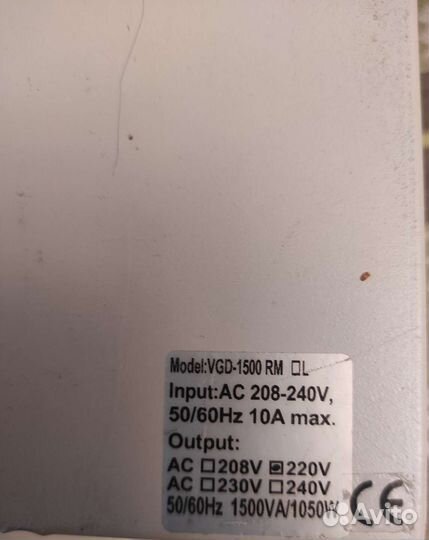 Model:VGD-1500 RM ☐L
Input:AC 208-240V,
50/60Hz 10A max.
Output:
AC ☐208V ▣220V
AC ☐230V ☐240V
50/60Hz 1500VA/1050W CE
Avito